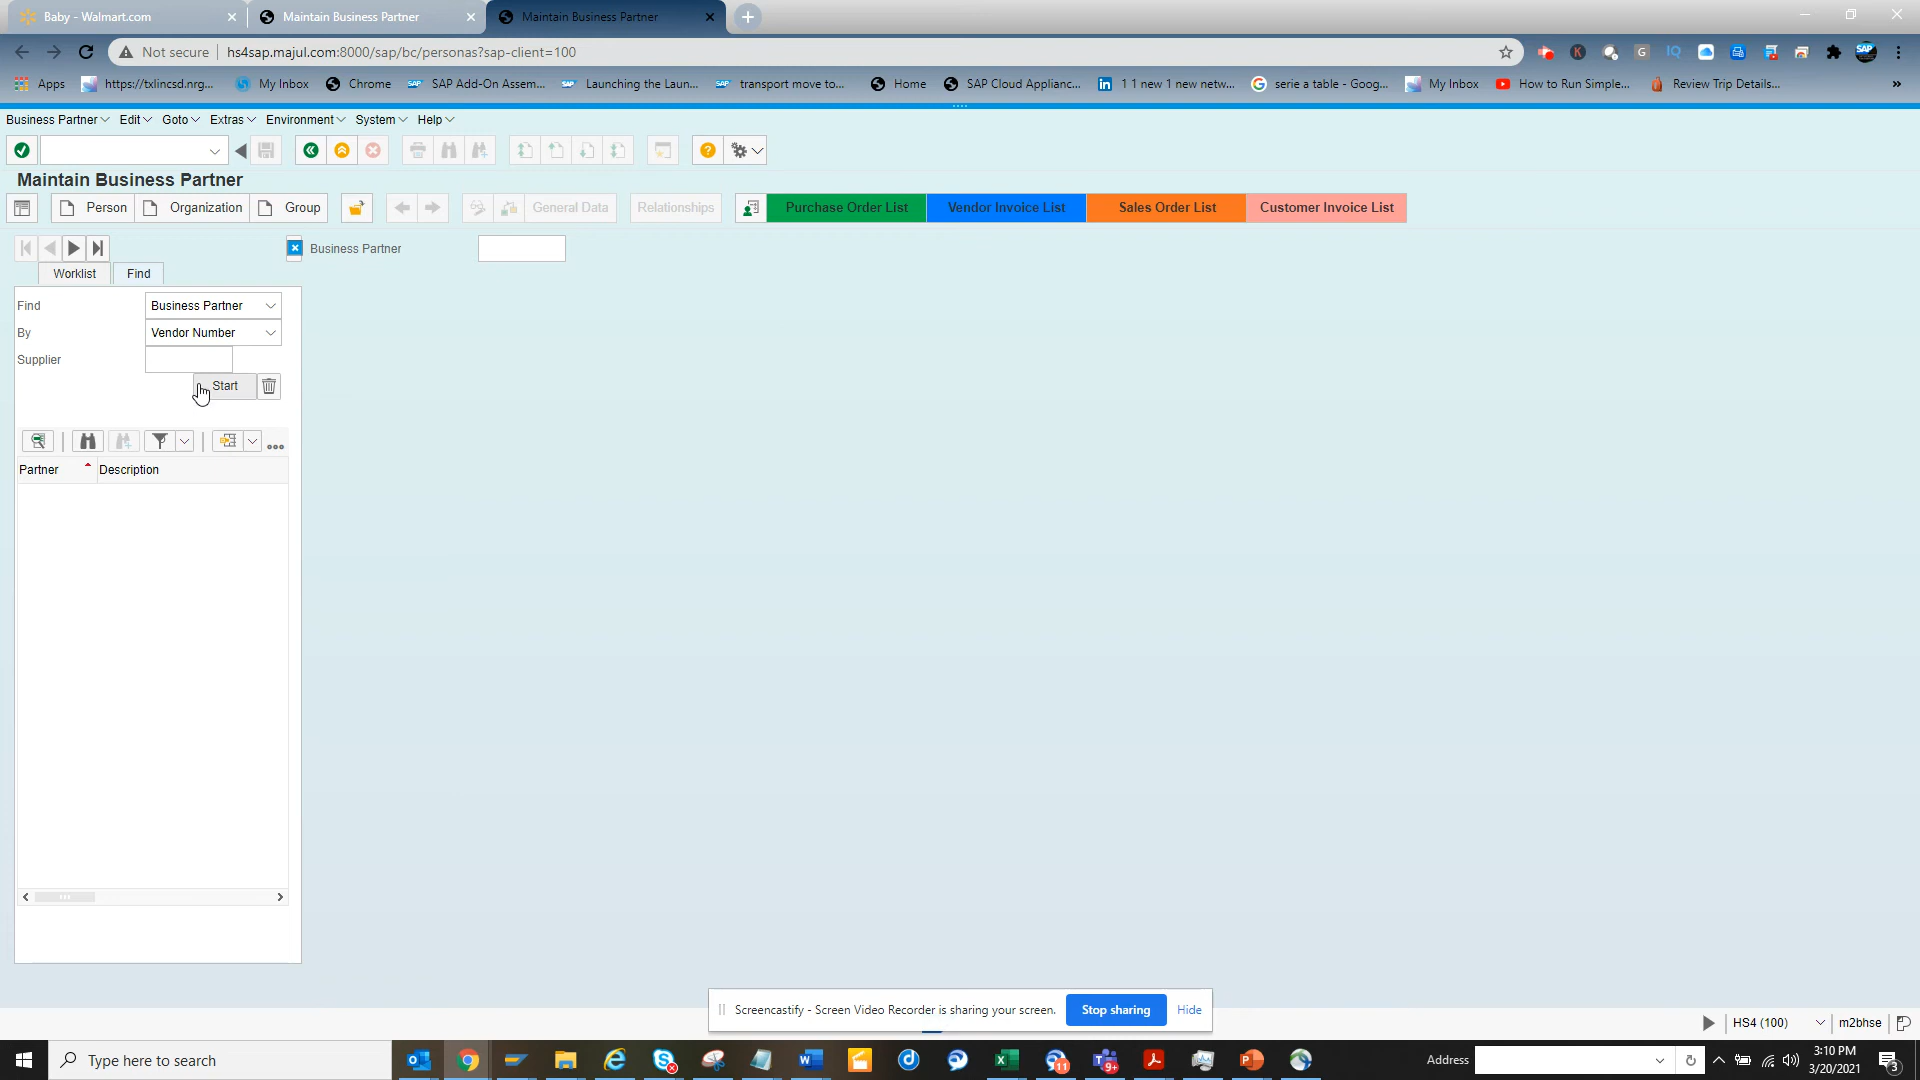 Baby - Walmart.com
Maintain Business Partner
Maintain Business Partner
Not secure
hs4sap.majul.com:8000/sap/bc/personas?sap-client=100
Apps
https://txlincsd.nrg...
My Inbox
Chrome
SAP Add-On Assem...
Launching the Laun...
transport move to...
Home
SAP Cloud Applianc...
1 1 new 1 new netw...
serie a table - Goog...
My Inbox
How to Run Simple...
Review Trip Details...
Business Partner
Edit
Goto
Extras
Environment
System
Help
Maintain Business Partner
Person
Organization
Group
General Data
Relationships
Purchase Order List
Vendor Invoice List
Sales Order List
Customer Invoice List
Business Partner
Worklist
Find
Find
Business Partner
By
Vendor Number
Supplier
Start
Partner
Description
Screencastify - Screen Video Recorder is sharing your screen.
Stop sharing
Hide
HS4 (100)
m2bhse
Type here to search
11
9+
Address
3:10 PM
3/20/2021
3